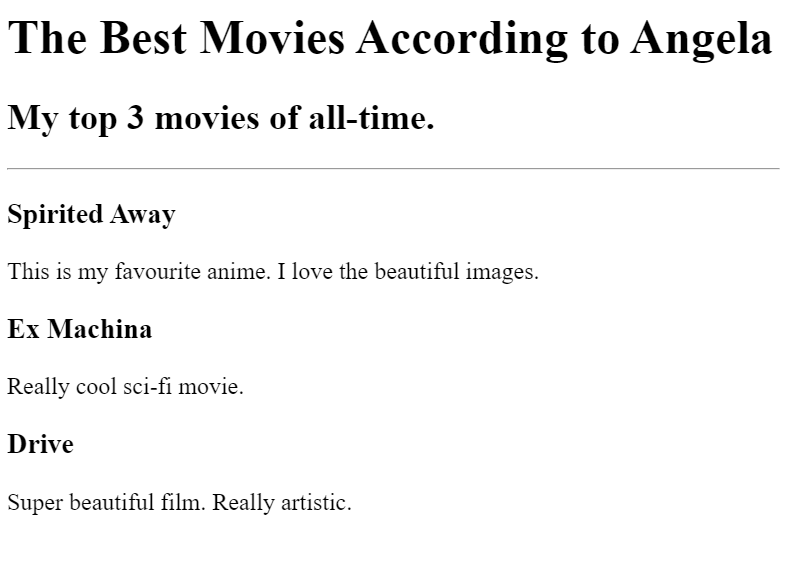 The Best Movies According to Angela
My top 3 movies of all-time.
Spirited Away
This is my favourite anime. I love the beautiful images.
Ex Machina
Really cool sci-fi movie.
Drive
Super beautiful film. Really artistic.